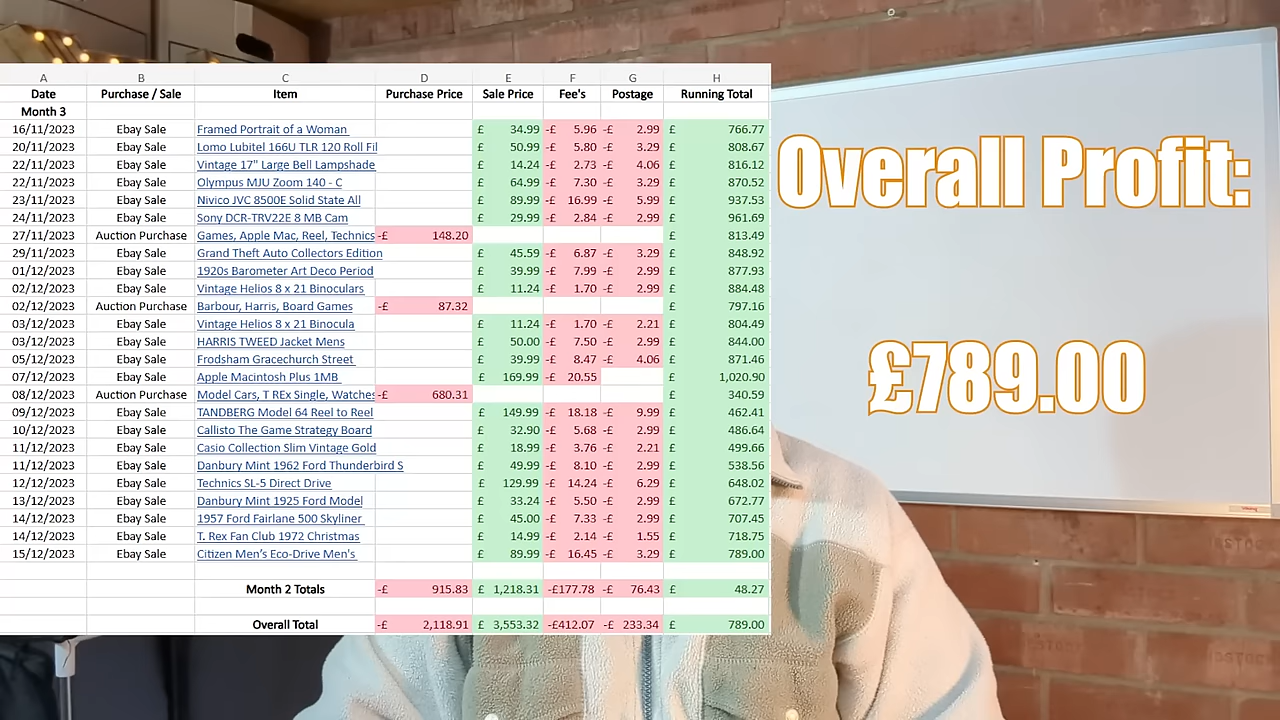 A B C D E F G H
Date Purchase / Sale Item Purchase Price Sale Price Fee's Postage Running Total
Month 3
16/11/2023 Ebay Sale Framed Portrait of a Woman £ 34.99 -£ 5.96 -£ 2.99 £ 766.77
20/11/2023 Ebay Sale Lomo Lubitel 166U TLR 120 Roll Fil £ 50.99 -£ 5.80 -£ 3.29 £ 808.67
22/11/2023 Ebay Sale Vintage 17" Large Bell Lampshade £ 14.24 -£ 2.73 -£ 4.06 £ 816.12
22/11/2023 Ebay Sale Olympus MJU Zoom 140 - C £ 64.99 -£ 7.30 -£ 3.29 £ 870.52
23/11/2023 Ebay Sale Nivico JVC 8500E Solid State All £ 89.99 -£ 16.99 -£ 5.99 £ 937.53
24/11/2023 Ebay Sale Sony DCR-TRV22E 8 MB Cam £ 29.99 -£ 2.84 -£ 2.99 £ 961.69
27/11/2023 Auction Purchase Games, Apple Mac, Reel, Technics -£ 148.20 £ 813.49
29/11/2023 Ebay Sale Grand Theft Auto Collectors Edition £ 45.59 -£ 6.87 -£ 3.29 £ 848.92
01/12/2023 Ebay Sale 1920s Barometer Art Deco Period £ 39.99 -£ 7.99 -£ 2.99 £ 877.93
02/12/2023 Ebay Sale Vintage Helios 8 x 21 Binoculars £ 11.24 -£ 1.70 -£ 2.99 £ 884.48
02/12/2023 Auction Purchase Barbour, Harris, Board Games -£ 87.32 £ 797.16
03/12/2023 Ebay Sale Vintage Helios 8 x 21 Binocula £ 11.24 -£ 1.70 -£ 2.21 £ 804.49
03/12/2023 Ebay Sale HARRIS TWEED Jacket Mens £ 50.00 -£ 7.50 -£ 2.99 £ 844.00
05/12/2023 Ebay Sale Frodsham Gracechurch Street £ 39.99 -£ 8.47 -£ 4.06 £ 871.46
07/12/2023 Ebay Sale Apple Macintosh Plus 1MB £ 169.99 -£ 20.55 £ 1,020.90
08/12/2023 Auction Purchase Model Cars, T REx Single, Watches -£ 680.31 £ 340.59
09/12/2023 Ebay Sale TANDBERG Model 64 Reel to Reel £ 149.99 -£ 18.18 -£ 9.99 £ 462.41
10/12/2023 Ebay Sale Callisto The Game Strategy Board £ 32.90 -£ 5.68 -£ 2.99 £ 486.64
11/12/2023 Ebay Sale Casio Collection Slim Vintage Gold £ 18.99 -£ 3.76 -£ 2.21 £ 499.66
11/12/2023 Ebay Sale Danbury Mint 1962 Ford Thunderbird S £ 49.99 -£ 8.10 -£ 2.99 £ 538.56
12/12/2023 Ebay Sale Technics SL-5 Direct Drive £ 129.99 -£ 14.24 -£ 6.29 £ 648.02
13/12/2023 Ebay Sale Danbury Mint 1925 Ford Model £ 33.24 -£ 5.50 -£ 2.99 £ 672.77
14/12/2023 Ebay Sale 1957 Ford Fairlane 500 Skyliner £ 45.00 -£ 7.33 -£ 2.99 £ 707.45
14/12/2023 Ebay Sale T. Rex Fan Club 1972 Christmas £ 14.99 -£ 2.14 -£ 1.55 £ 718.75
15/12/2023 Ebay Sale Citizen Men's Eco-Drive Men's £ 89.99 -£ 16.45 -£ 3.29 £ 789.00
Month 2 Totals -£ 915.83 £ 1,218.31 -£177.78 -£ 76.43 £ 48.27
Overall Total -£ 2,118.91 £ 3,553.32 -£412.07 -£ 233.34 £ 789.00
Overall Profit:
£789.00